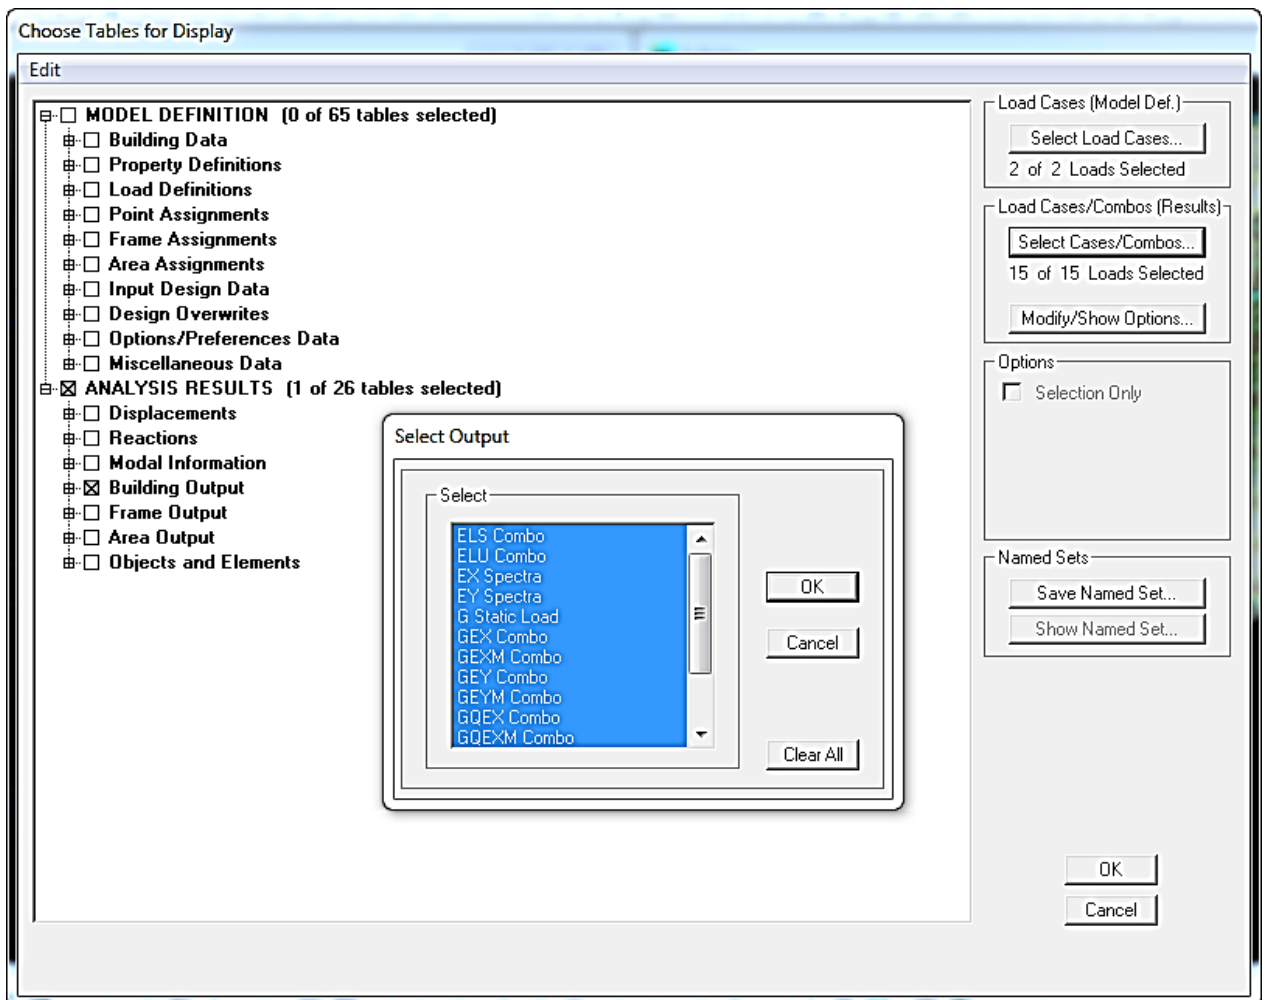 Choose Tables for Display
Edit
MODEL DEFINITION (0 of 65 tables selected)
Building Data
Property Definitions
Load Definitions
Point Assignments
Frame Assignments
Area Assignments
Input Design Data
Design Overwrites
Options/Preferences Data
Miscellaneous Data
ANALYSIS RESULTS (1 of 26 tables selected)
Displacements
Reactions
Modal Information
Building Output
Frame Output
Area Output
Objects and Elements
Select Output
Select
ELS Combo
ELU Combo
EX Spectra
EY Spectra
G Static Load
GEX Combo
GEXM Combo
GEY Combo
GEYM Combo
GQEX Combo
GQEXM Combo
OK
Cancel
Clear All
Load Cases (Model Def.)
Select Load Cases...
2 of 2 Loads Selected
Load Cases/Combos (Results)
Select Cases/Combos...
15 of 15 Loads Selected
Modify/Show Options...
Options
Selection Only
Named Sets
Save Named Set...
Show Named Set...
OK
Cancel